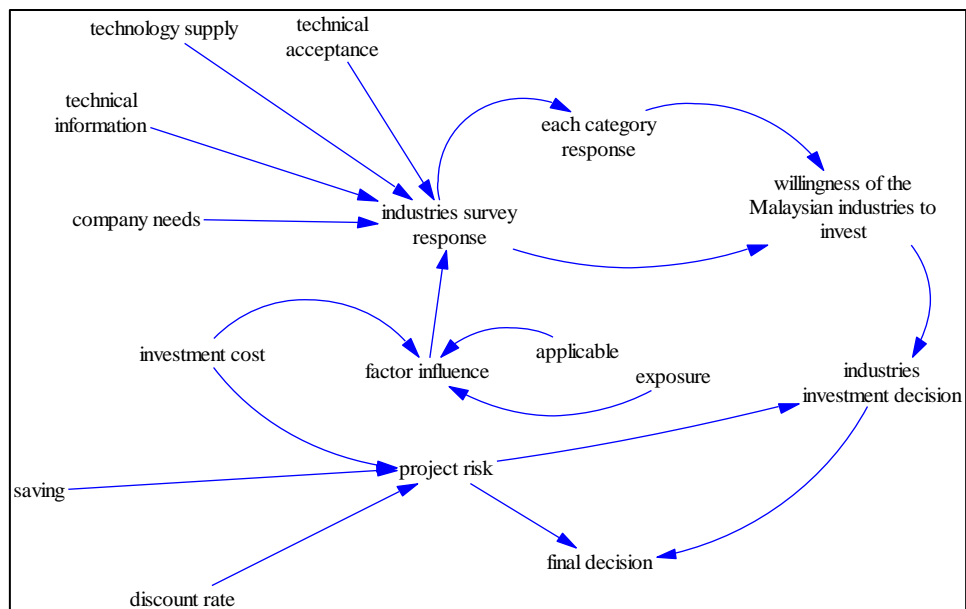 technology supply
technical
acceptance
technical
information
each category
response
company needs
industries survey
response
willingness of the
Malaysian industries to
invest
investment cost
factor influence
applicable
exposure
industries
investment decision
project risk
saving
final decision
discount rate